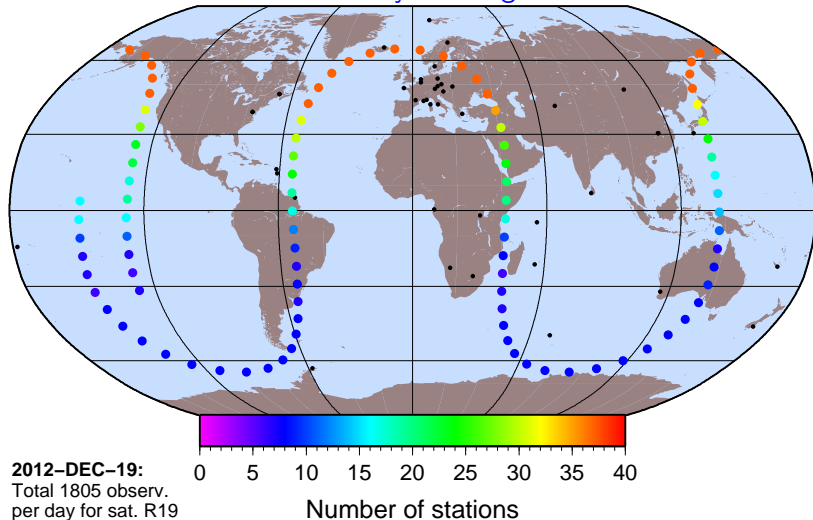 0 5 10 15 20 25 30 35 40
2012−DEC−19:
Total 1805 observ.
per day for sat. R19
Number of stations